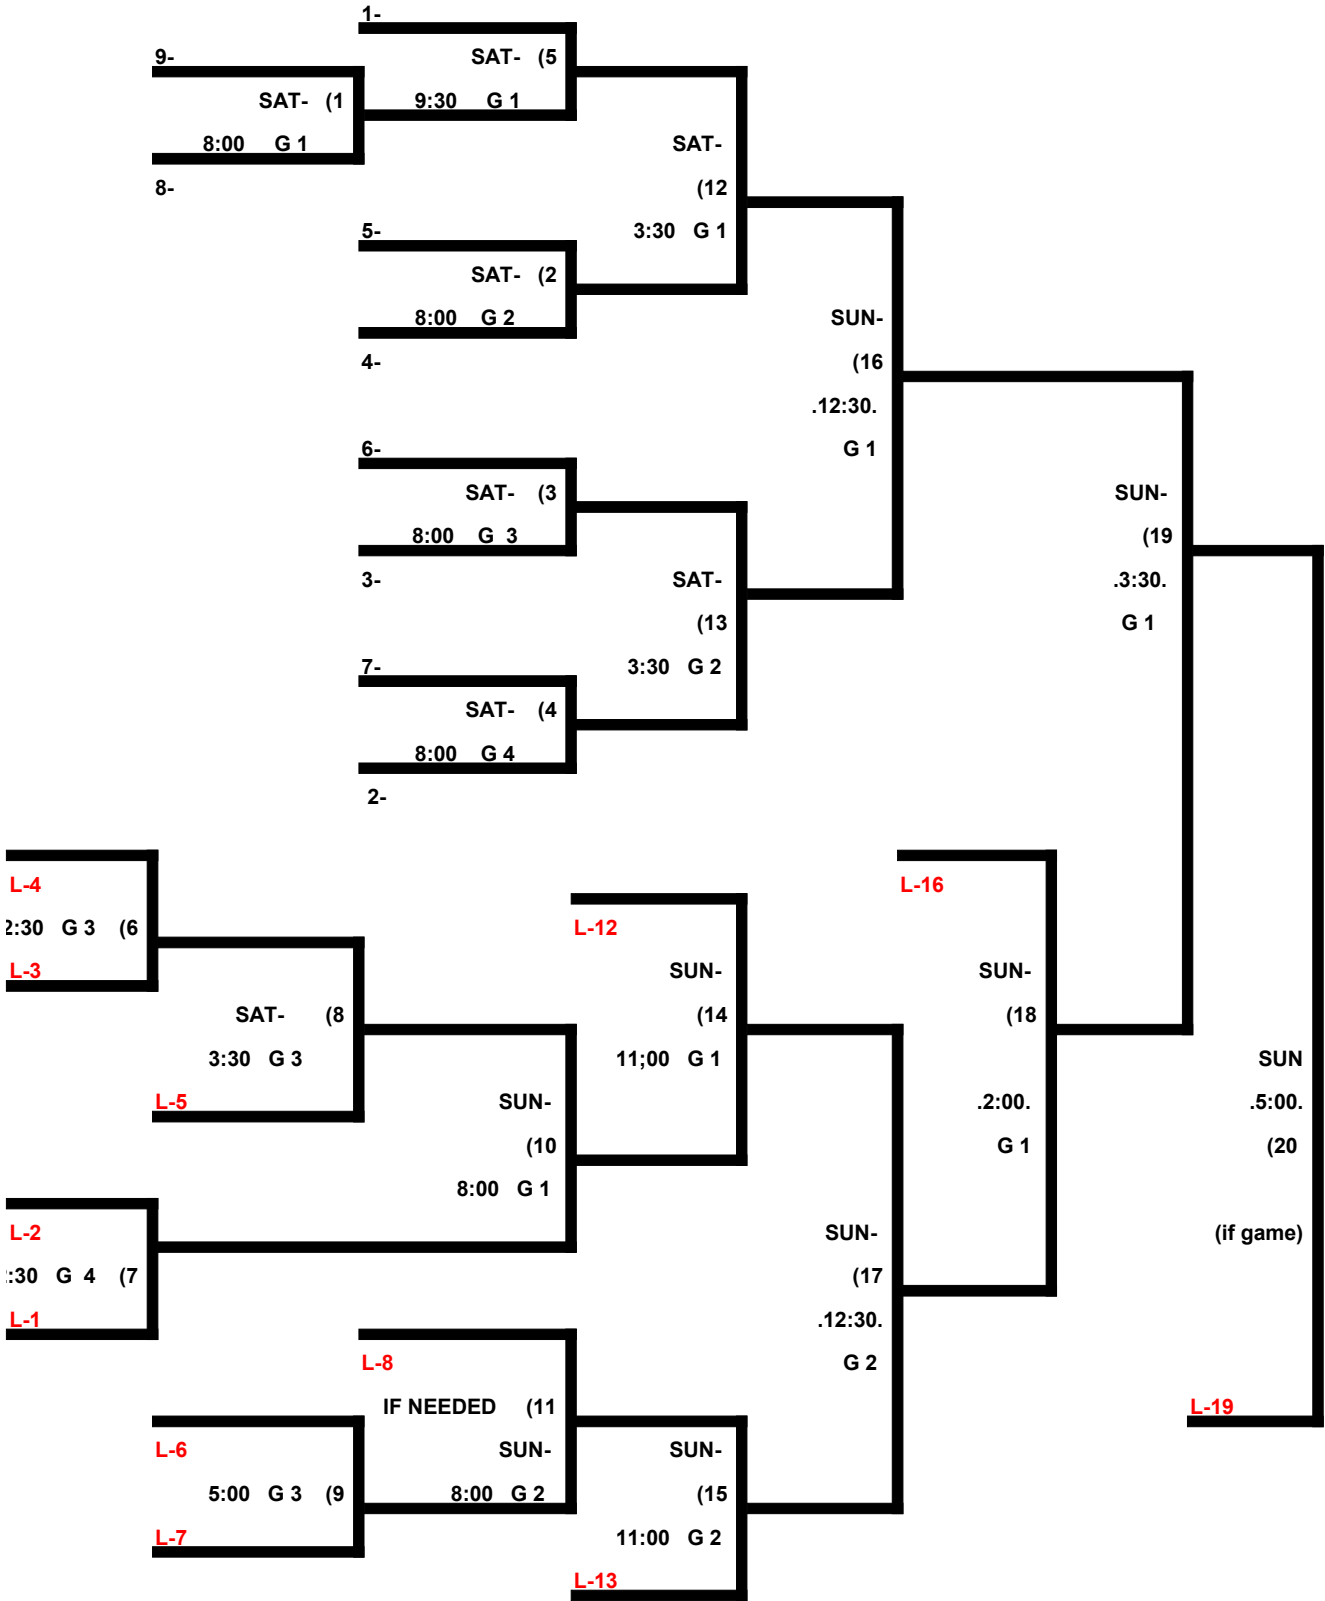 1-
9-
SAT- (5
SAT- (1
9:30 G 1
8:00 G 1
SAT-
8-
(12
5-
3:30 G 1
SAT- (2
8:00 G 2
SUN-
4-
(16
.12:30.
6-
G 1
SAT- (3
SUN-
8:00 G 3
(19
3-
SAT-
.3:30.
(13
G 1
7-
3:30 G 2
SAT- (4
8:00 G 4
2-
L-4
L-16
2:30 G 3 (6
L-12
L-3
SUN-
SUN-
SAT- (8
(14
(18
3:30 G 3
11;00 G 1
SUN
L-5
SUN-
.2:00.
.5:00.
(10
G 1
(20
8:00 G 1
L-2
SUN-
(if game)
:30 G 4 (7
(17
L-1
.12:30.
L-8
G 2
IF NEEDED (11
L-19
L-6
SUN-
SUN-
5:00 G 3 (9
8:00 G 2
(15
L-7
11:00 G 2
L-13